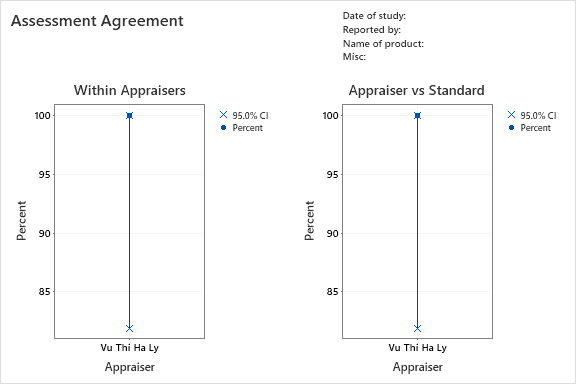 Assessment Agreement
Date of study:
Reported by:
Name of product:
Misc:
Within Appraisers
100
95
90
85
Percent
Vu Thi Ha Ly
Appraiser
95.0% CI
Percent
Appraiser vs Standard
100
95
90
85
Percent
Vu Thi Ha Ly
Appraiser
95.0% CI
Percent